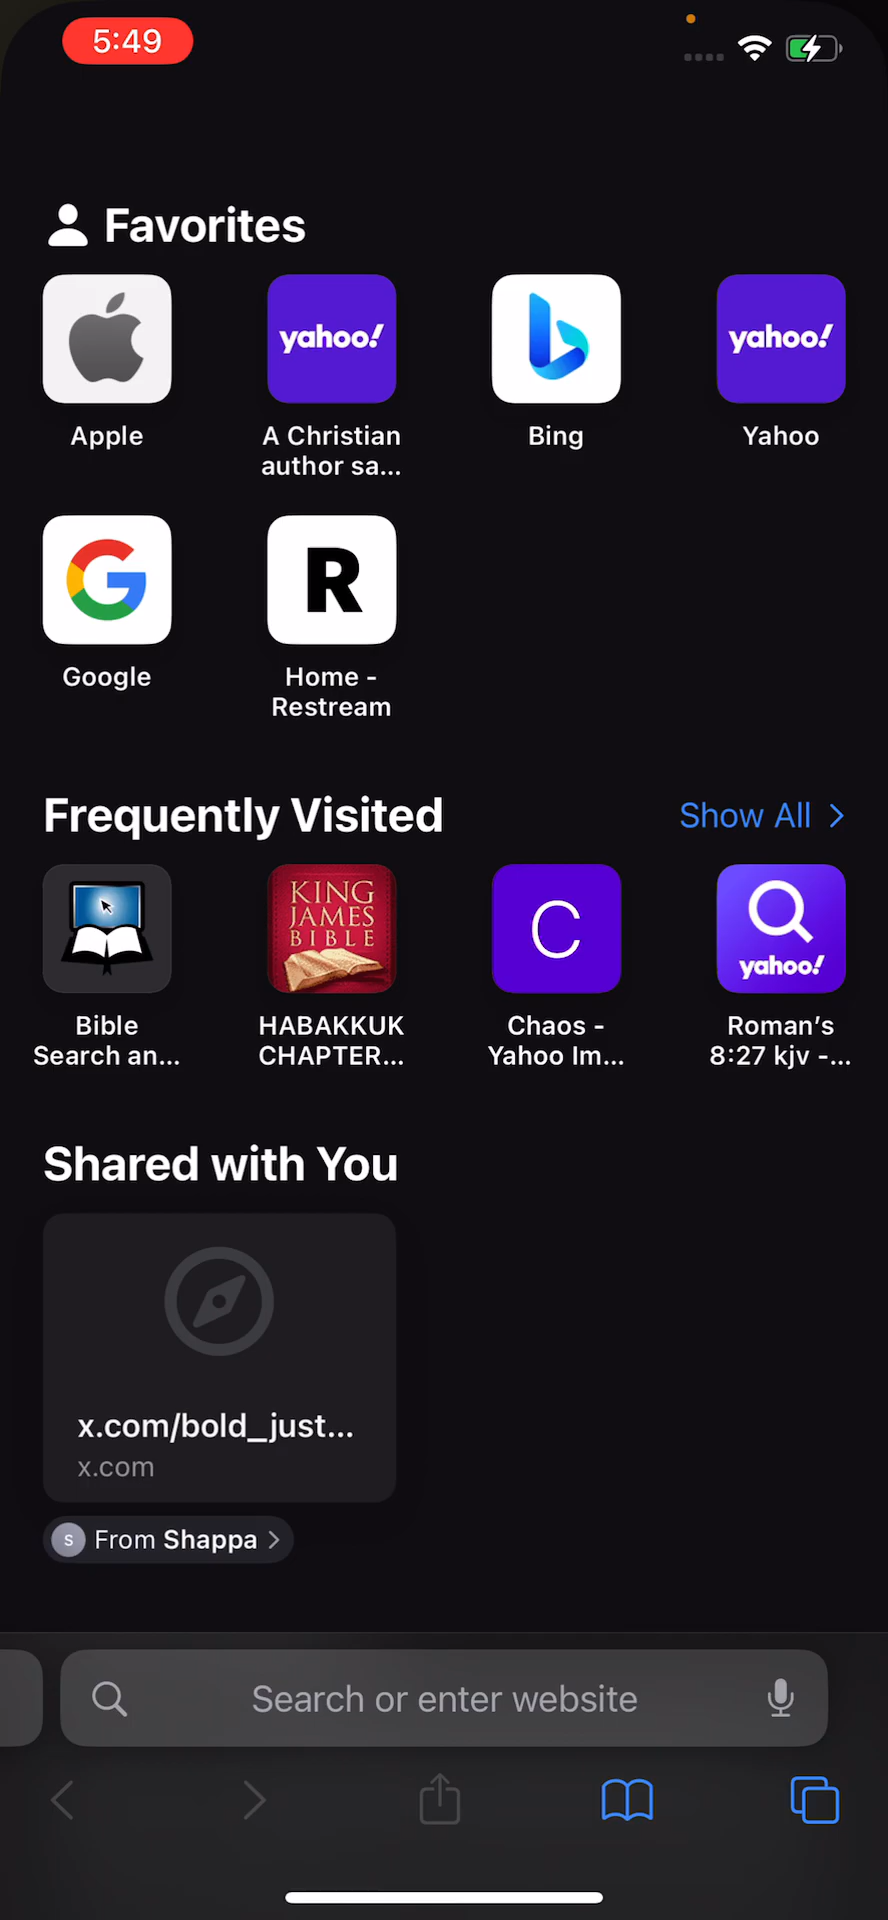 5:49
Favorites
yahoo!
yahoo!
Apple
A Christian
author sa...
Bing
Yahoo
G
R
Google
Home -
Restream
Frequently Visited
Show All
KING
JAMES
BIBLE
C
yahoo!
Bible
Search an...
HABAKKUK
CHAPTER...
Chaos -
Yahoo Im...
Roman’s
8:27 kjv -...
Shared with You
x.com/bold_just...
x.com
S From Shappa
Search or enter website